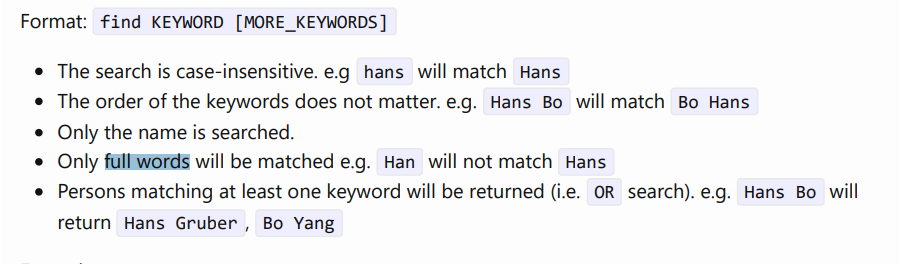 Format: find KEYWORD [MORE_KEYWORDS]
The search is case-insensitive. e.g hans will match Hans
The order of the keywords does not matter. e.g. Hans Bo will match Bo Hans
Only the name is searched.
Only full words will be matched e.g. Han will not match Hans
Persons matching at least one keyword will be returned (i.e. OR search). e.g. Hans Bo will
return Hans Gruber, Bo Yang